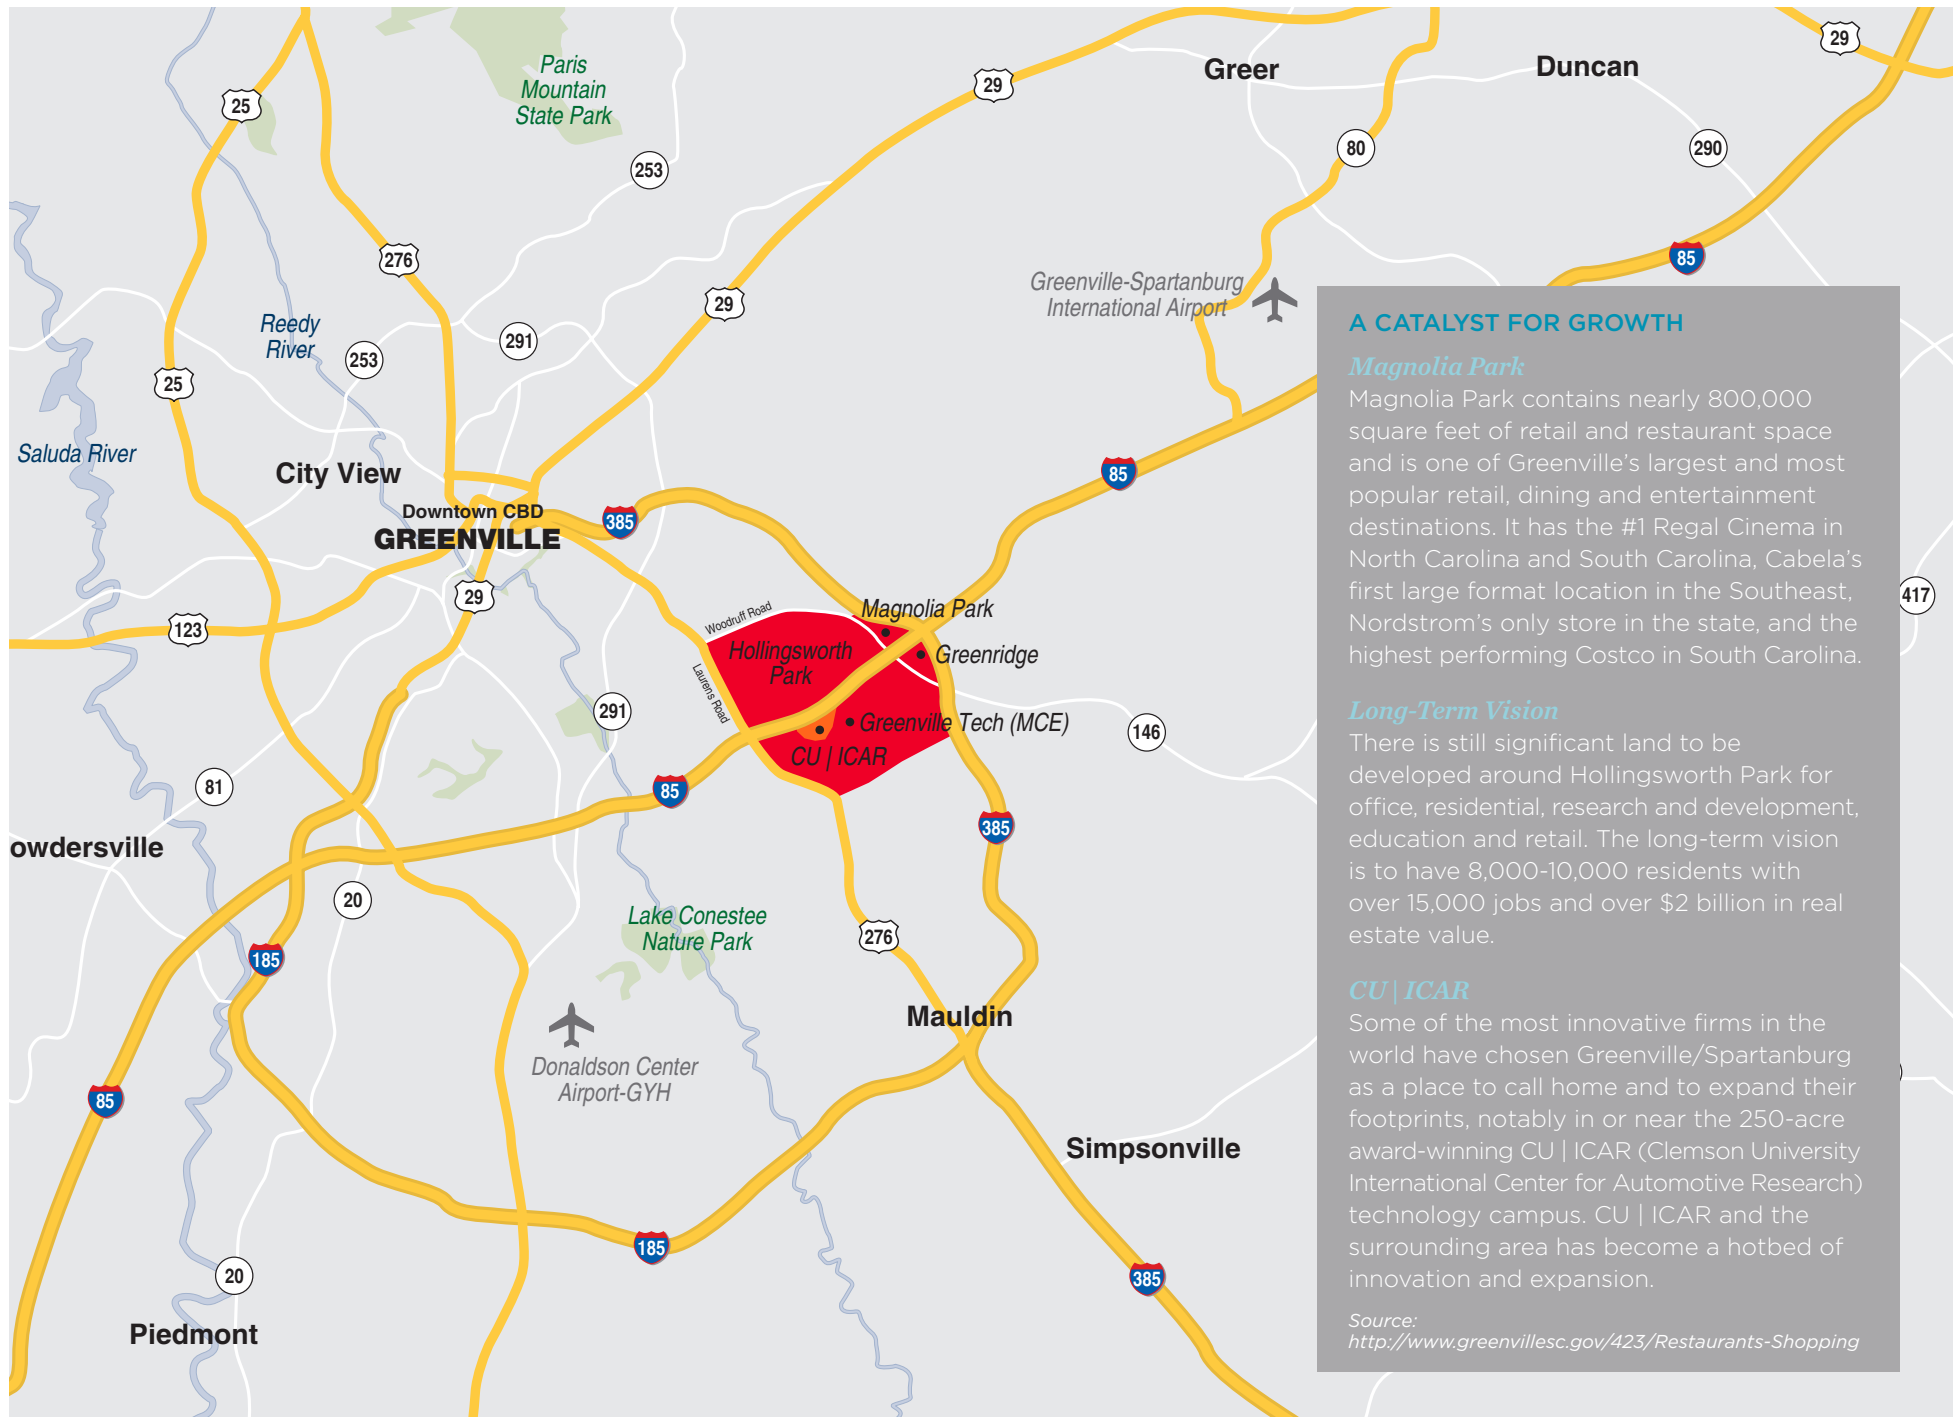 29
Greer
Duncan
Paris
Mountain
State Park
29
25
80
290
253
276
85
Greenville-Spartanburg
International Airport
29
Reedy
River
291
253
25
Saluda River
City View
85
Downtown CBD
GREENVILLE
385
29
123
Woodruff Road
Magnolia Park
Hollingsworth
Park
Greenridge
Laurens Road
291
Greenville Tech (MCE)
146
CU | ICAR
81
85
385
owdersville
20
Lake Conestee
Nature Park
276
185
Mauldin
Donaldson Center
Airport-GYH
85
Simpsonville
185
20
385
Piedmont
417
A CATALYST FOR GROWTH
Magnolia Park
Magnolia Park contains nearly 800,000
square feet of retail and restaurant space
and is one of Greenville’s largest and most
popular retail, dining and entertainment
destinations. It has the #1 Regal Cinema in
North Carolina and South Carolina, Cabela’s
first large format location in the Southeast,
Nordstrom’s only store in the state, and the
highest performing Costco in South Carolina.
Long-Term Vision
There is still significant land to be
developed around Hollingsworth Park for
office, residential, research and development,
education and retail. The long-term vision
is to have 8,000-10,000 residents with
over 15,000 jobs and over $2 billion in real
estate value.
CU | ICAR
Some of the most innovative firms in the
world have chosen Greenville/Spartanburg
as a place to call home and to expand their
footprints, notably in or near the 250-acre
award-winning CU | ICAR (Clemson University
International Center for Automotive Research)
technology campus. CU | ICAR and the
surrounding area has become a hotbed of
innovation and expansion.
Source:
http://www.greenvillesc.gov/423/Restaurants-Shopping